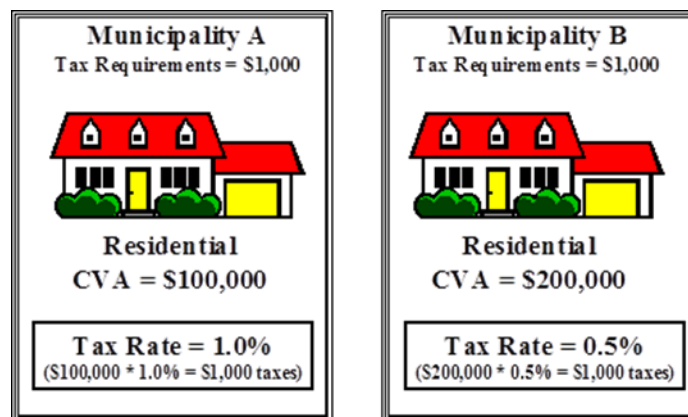 Municipality A
Tax Requirements = $1,000
Residential
CVA = $100,000
Tax Rate = 1.0%
($100,000 * 1.0% = $1,000 taxes)
Municipality B
Tax Requirements = $1,000
Residential
CVA = $200,000
Tax Rate = 0.5%
($200,000 * 0.5% = $1,000 taxes)